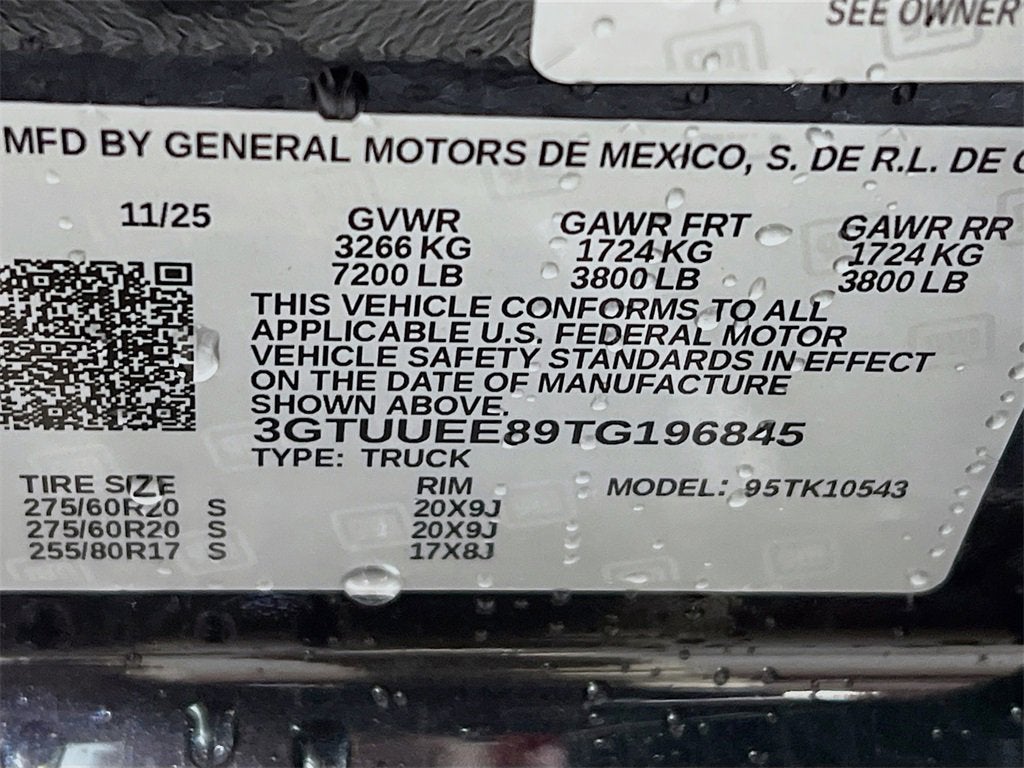 SEE OWNER
MFD BY GENERAL MOTORS DE MEXICO, S. DE R.L. DE
11/25 GVWR GAWR FRT GAWR RR
3266 KG 1724 KG 1724 KG
7200 LB 3800 LB 3800 LB
THIS VEHICLE CONFORMS TO ALL
APPLICABLE U.S. FEDERAL MOTOR
VEHICLE SAFETY STANDARDS IN EFFECT
ON THE DATE OF MANUFACTURE
SHOWN ABOVE.
3GTUUEE89TG196845
TYPE: TRUCK
TIRE SIZE RIM MODEL: 95TK10543
275/60R20 S 20X9J
275/60R20 S 20X9J
255/80R17 S 17X8J